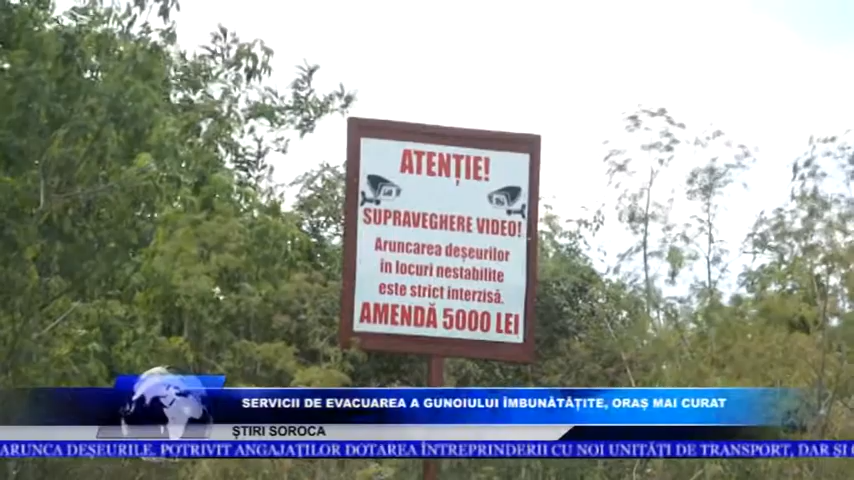 ATENȚIE!
SUPRAVEGHERE VIDEO!
Aruncarea deșeurilor
în locuri nestabilite
este strict interzisă
AMENDĂ 5000 LEI
SERVICII DE EVACUAREA A GUNOIULUI ÎMBUNĂTĂȚITE, ORAȘ MAI CURAT
ȘTIRI SOROCA
ARUNCA DEȘEURILE. POTRIVIT ANGAJAȚILOR DOTAREA ÎNTREPRINDERII CU NOI UNITĂȚI DE TRANSPORT, DAR ȘI